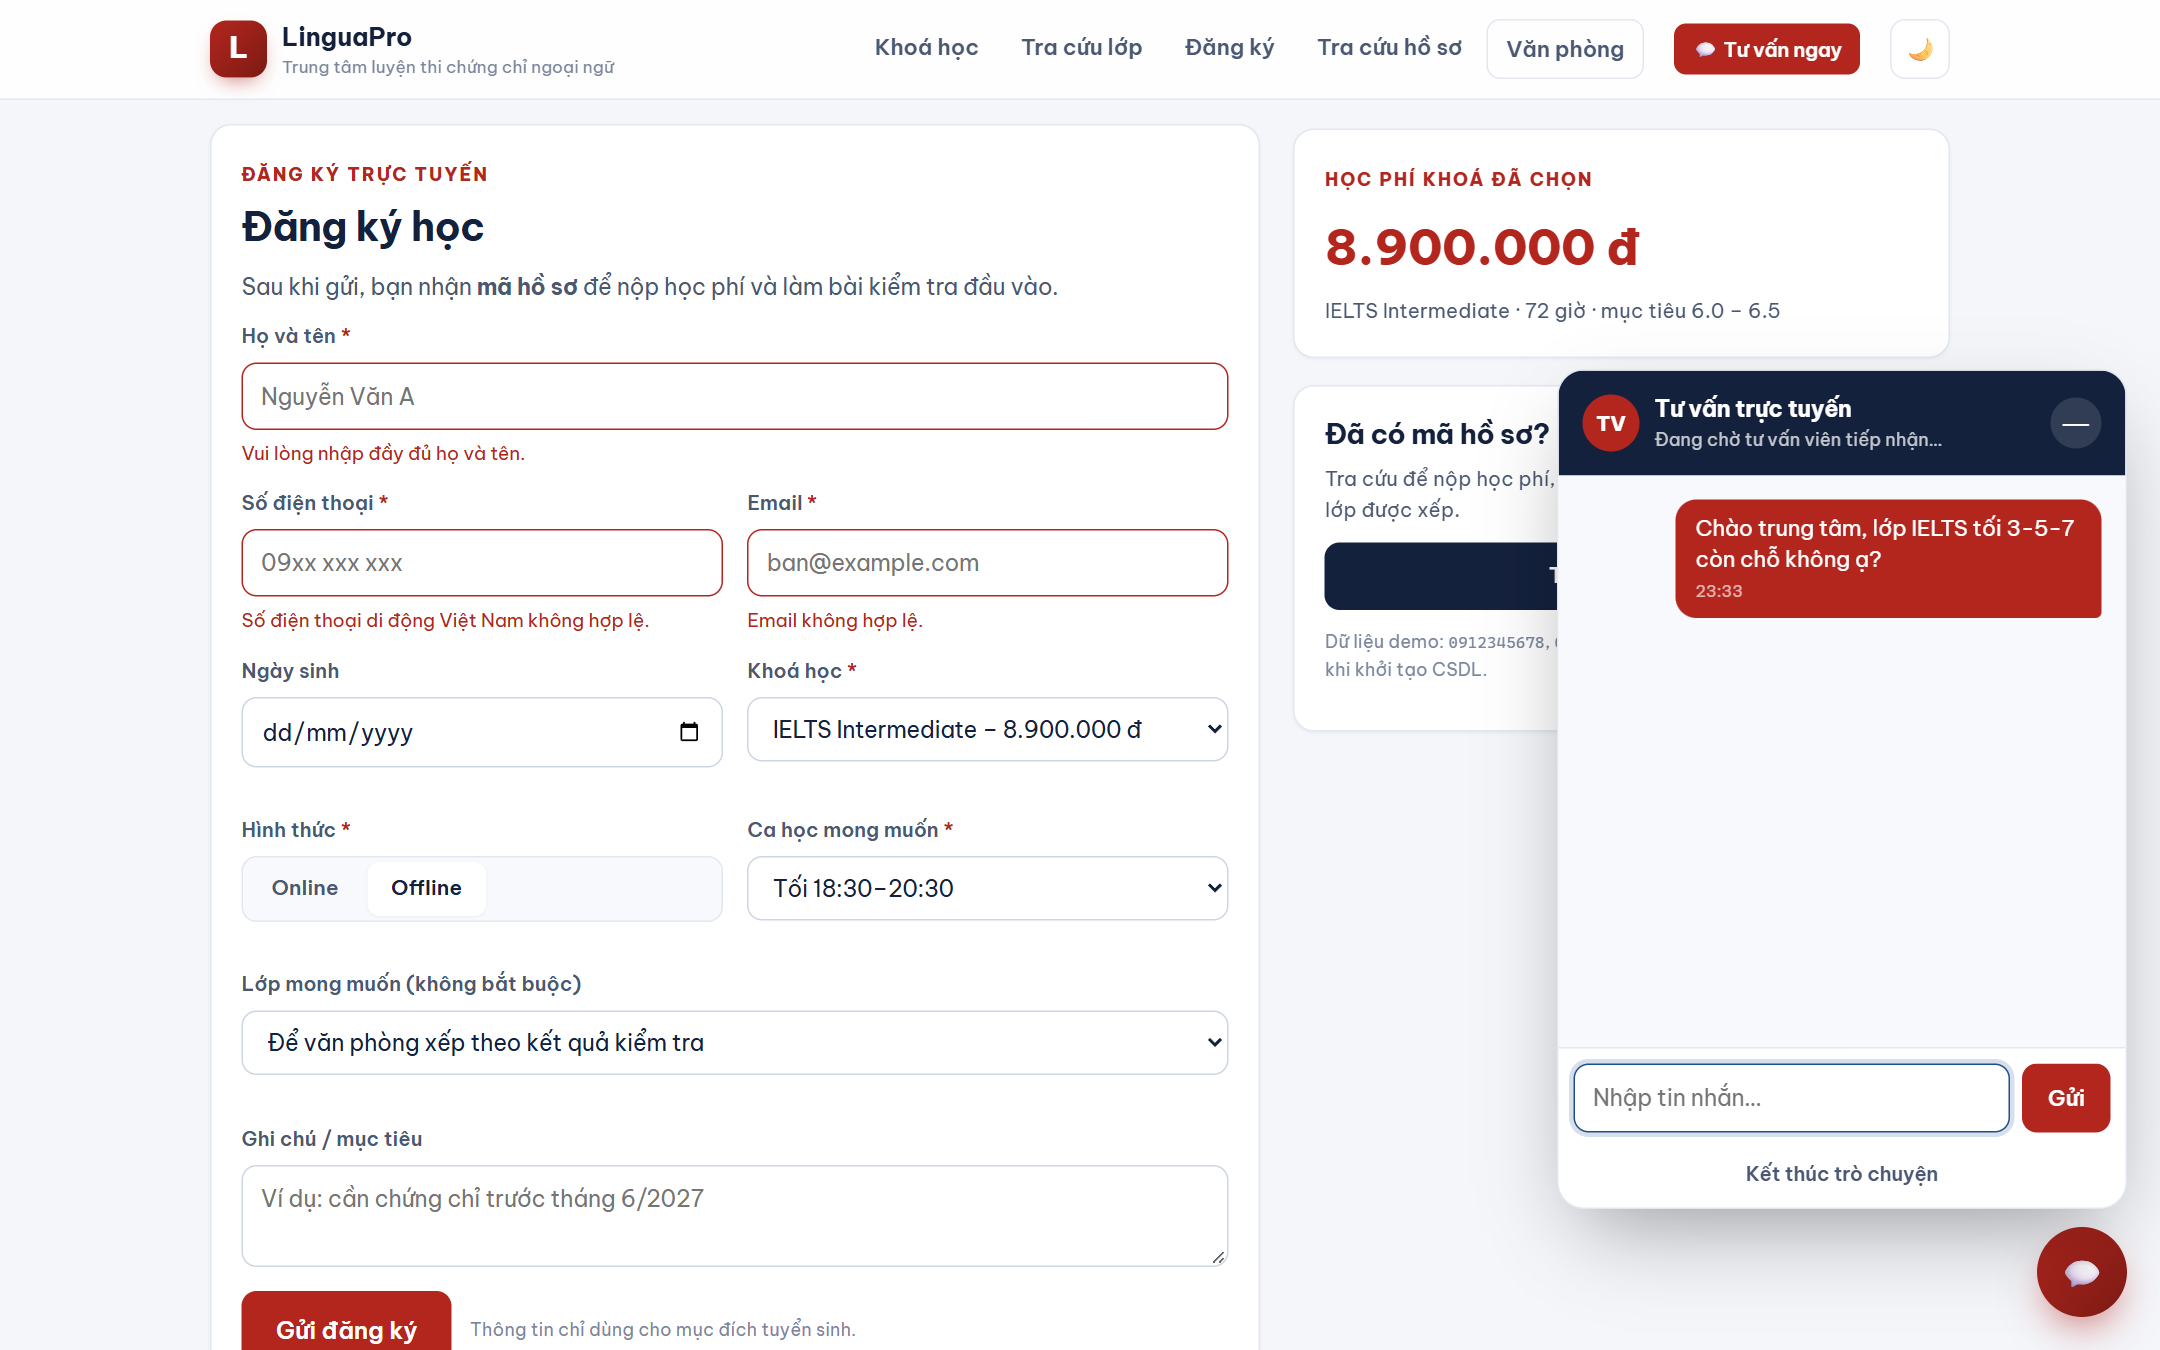 L
LinguaPro
Trung tâm luyện thi chứng chỉ ngoại ngữ
Khoá học
Tra cứu lớp
Đăng ký
Tra cứu hồ sơ
Văn phòng
Tư vấn ngay
ĐĂNG KÝ TRỰC TUYẾN
Đăng ký học
Sau khi gửi, bạn nhận mã hồ sơ để nộp học phí và làm bài kiểm tra đầu vào.
Họ và tên *
Nguyễn Văn A
Vui lòng nhập đầy đủ họ và tên.
Số điện thoại *
Email *
09xx xxx xxx
ban@example.com
Số điện thoại di động Việt Nam không hợp lệ.
Email không hợp lệ.
Ngày sinh
Khoá học *
dd/mm/yyyy
IELTS Intermediate – 8.900.000 đ
Hình thức *
Ca học mong muốn *
Online
Offline
Tối 18:30–20:30
Lớp mong muốn (không bắt buộc)
Để văn phòng xếp theo kết quả kiểm tra
Ghi chú / mục tiêu
Ví dụ: cần chứng chỉ trước tháng 6/2027
Gửi đăng ký
Thông tin chỉ dùng cho mục đích tuyển sinh.
HỌC PHÍ KHOÁ ĐÃ CHỌN
8.900.000 đ
IELTS Intermediate · 72 giờ · mục tiêu 6.0 – 6.5
Đã có mã hồ sơ?
Tra cứu để nộp học phí,
lớp được xếp.
Dữ liệu demo: 0912345678,
khi khởi tạo CSDL.
TV
Tư vấn trực tuyến
Đang chờ tư vấn viên tiếp nhận...
Chào trung tâm, lớp IELTS tối 3-5-7
còn chỗ không ạ?
23:33
Nhập tin nhắn...
Gửi
Kết thúc trò chuyện